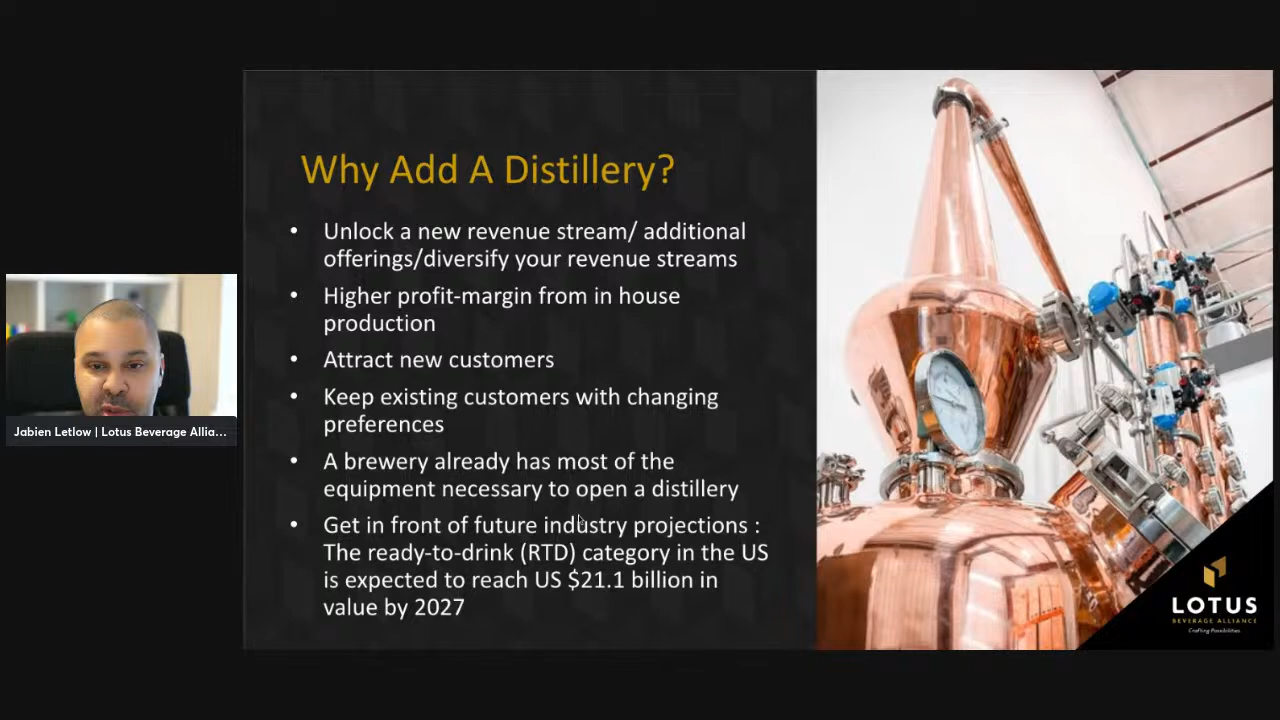 Why Add A Distillery?
• Unlock a new revenue stream/ additional
offerings/diversify your revenue streams
• Higher profit-margin from in house
production
• Attract new customers
• Keep existing customers with changing
preferences
• A brewery already has most of the
equipment necessary to open a distillery
• Get in front of future industry projections :
The ready-to-drink (RTD) category in the US
is expected to reach US $21.1 billion in
value by 2027
Jabien Letlow | Lotus Beverage Allia...
LOTUS
BEVERAGE ALLIANCE
Crafting Possibilities